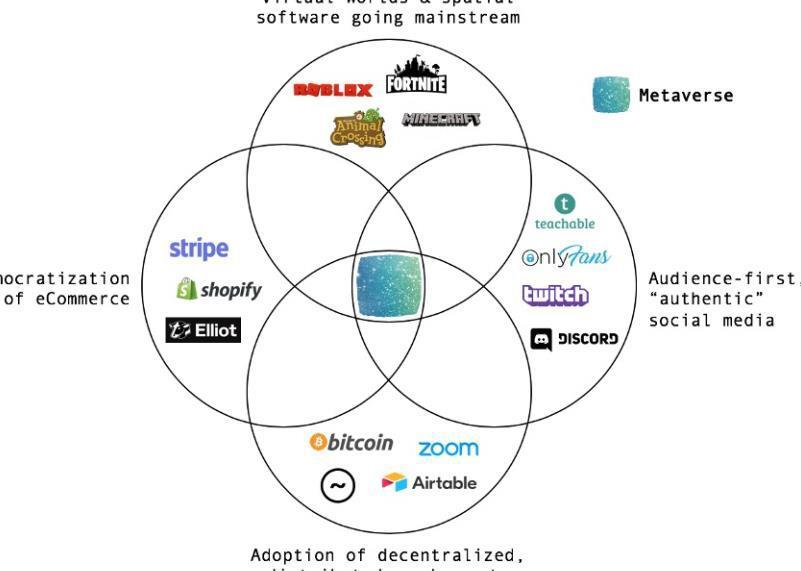 software going mainstream
ROBLOX
FORTNITE
Animal
Crossing
MINECRAFT
Metaverse
t
teachable
stripe
OnlyFans
Audience-first,
of eCommerce
shopify
“authentic”
twitch
social media
Elliot
DISCORD
bitcoin
zoom
~
Airtable
Adoption of decentralized,